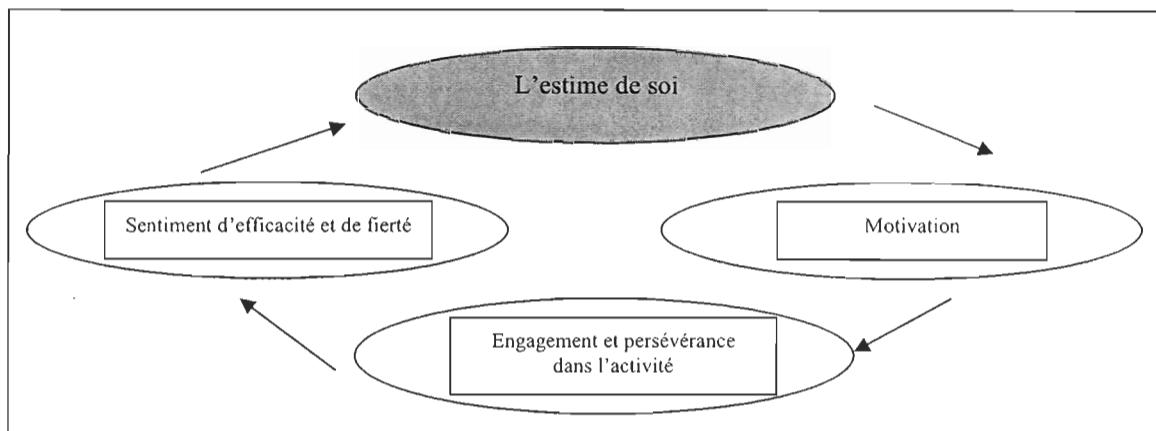 L'estime de soi
Sentiment d'efficacité et de fierté
Motivation
Engagement et persévérance
dans l'activité